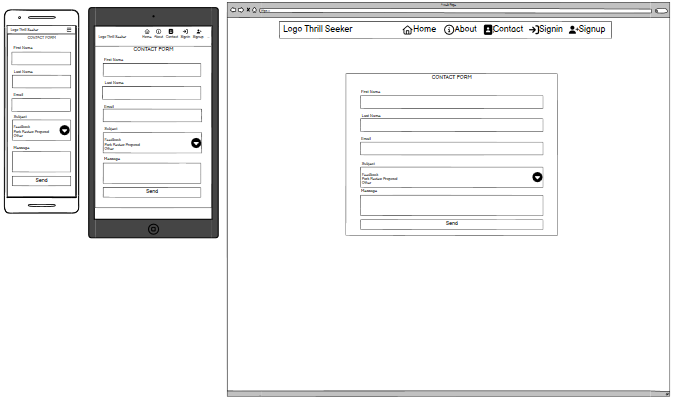 Logo Thrill Seeker
CONTACT FORM
First Name
Last Name
Email
Subject
Feedback
Park Feature Proposal
Other
Message
Send
Logo Thrill Seeker Home About Contact Signin Signup
CONTACT FORM
First Name
Last Name
Email
Subject
Feedback
Park Feature Proposal
Other
Message
Send
Logo Thrill Seeker Home About Contact Signin Signup
CONTACT FORM
First Name
Last Name
Email
Subject
Feedback
Park Feature Proposal
Other
Message
Send